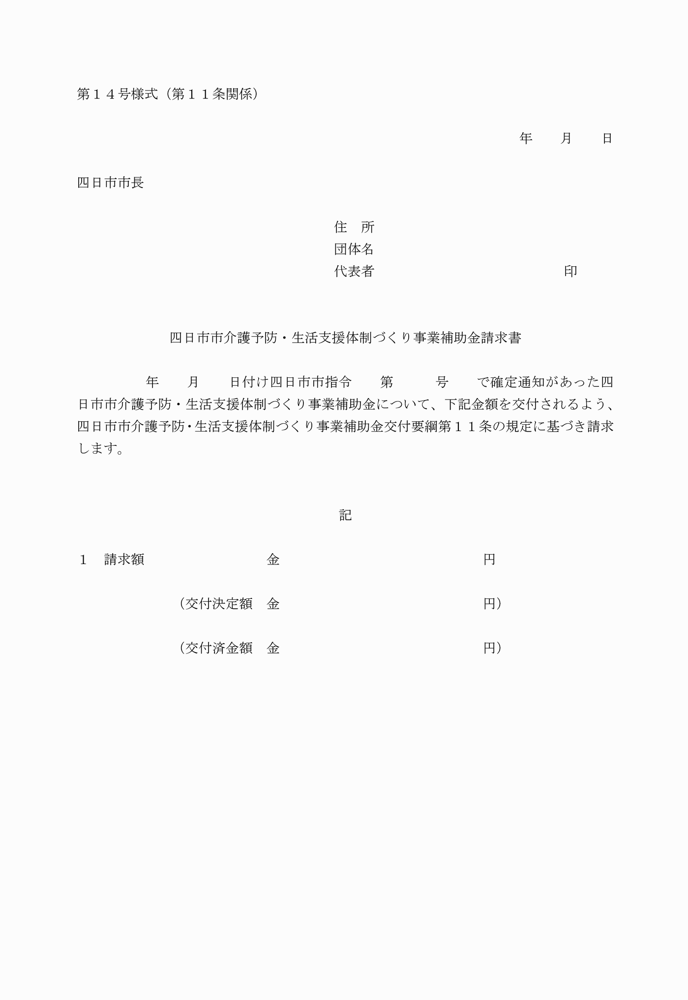 第１４号様式（第１１条関係）
年　　月　　日
四日市市長
住　所
団体名
代表者　　　　　　　　　　　　　　印
四日市市介護予防・生活支援体制づくり事業補助金請求書
年　　月　　日付け四日市市指令　　第　　　号　　で確定通知があった四
日市市介護予防・生活支援体制づくり事業補助金について、下記金額を交付されるよう、
四日市市介護予防・生活支援体制づくり事業補助金交付要綱第１１条の規定に基づき請求
します。
記
１　請求額　　　　　　　　　金　　　　　　　　　　　　　　　円
（交付決定額　金　　　　　　　　　　　　　　　円）
（交付済金額　金　　　　　　　　　　　　　　　円）